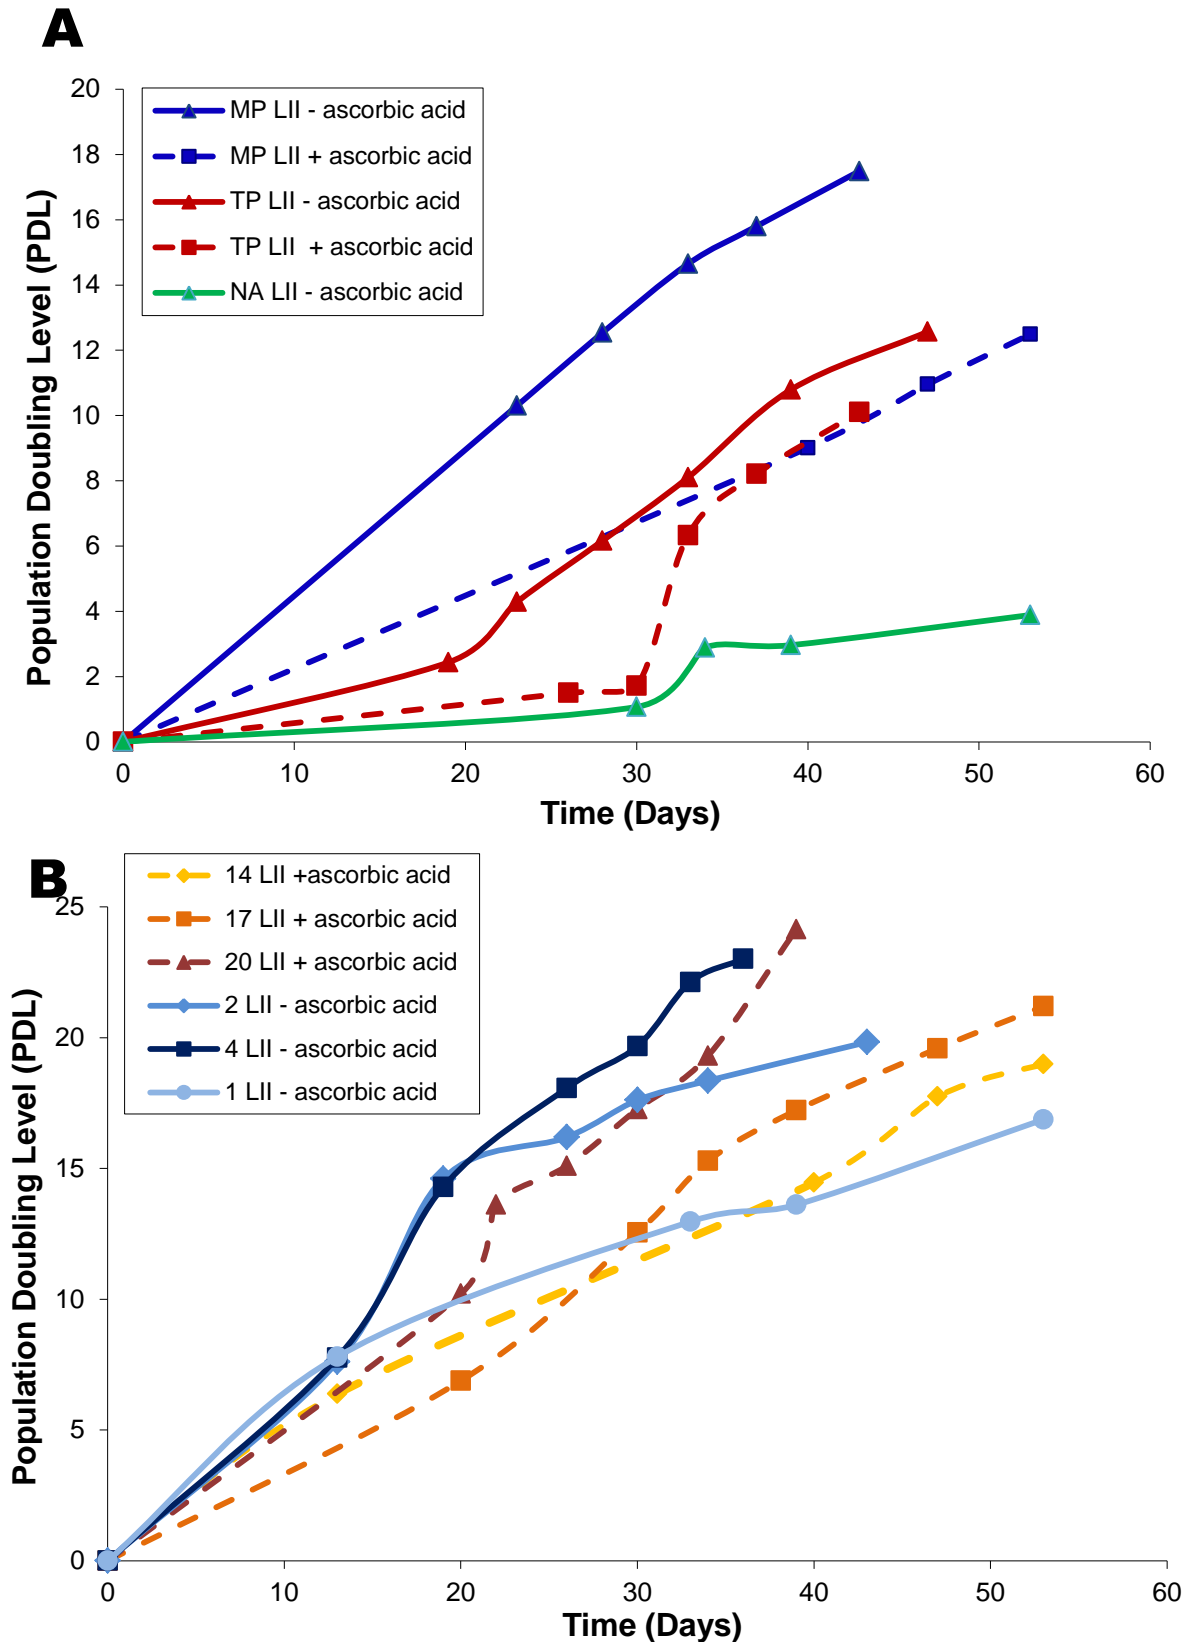 A
20
18
16
14
12
10
8
6
4
2
0
Population Doubling Level (PDL)
MP LII - ascorbic acid
MP LII + ascorbic acid
TP LII - ascorbic acid
TP LII + ascorbic acid
NA LII - ascorbic acid
0 10 20 30 40 50 60
Time (Days)
B
25
20
15
10
5
0
Population Doubling Level (PDL)
14 LII +ascorbic acid
17 LII + ascorbic acid
20 LII + ascorbic acid
2 LII - ascorbic acid
4 LII - ascorbic acid
1 LII - ascorbic acid
0 10 20 30 40 50 60
Time (Days)